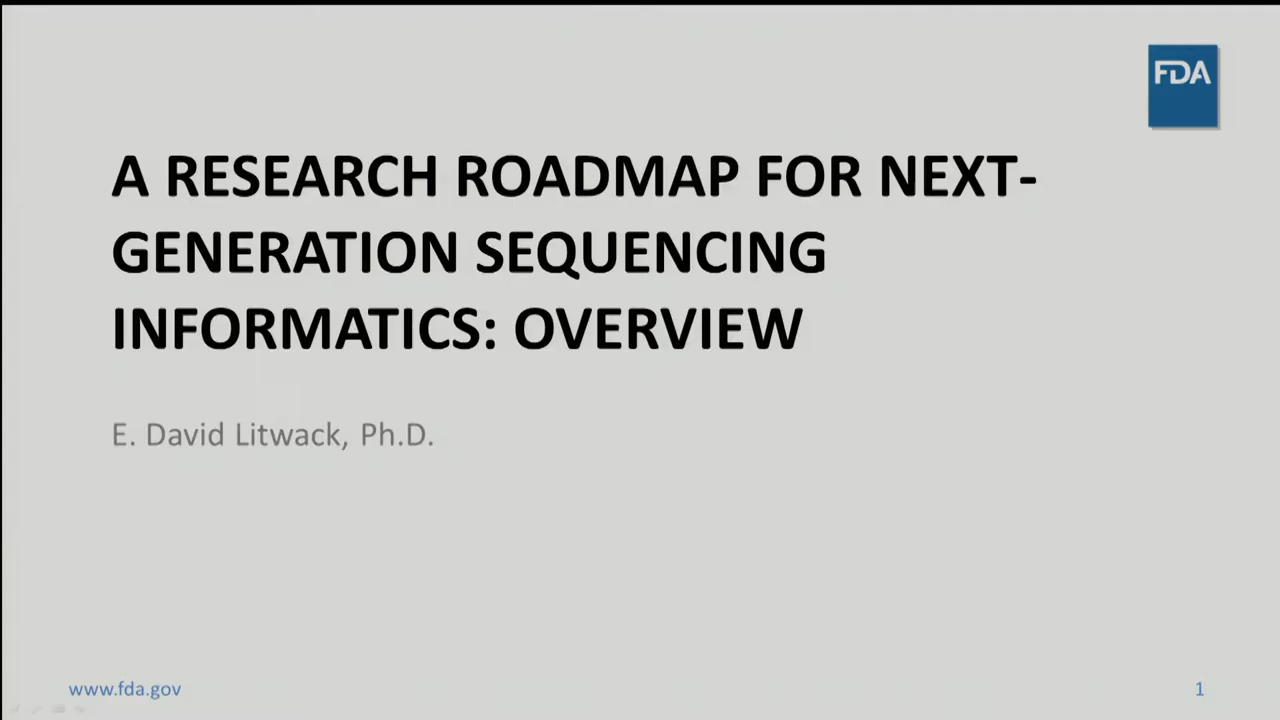 FDA
A RESEARCH ROADMAP FOR NEXT-
GENERATION SEQUENCING
INFORMATICS: OVERVIEW
E. David Litwack, Ph.D.
www.fda.gov
1